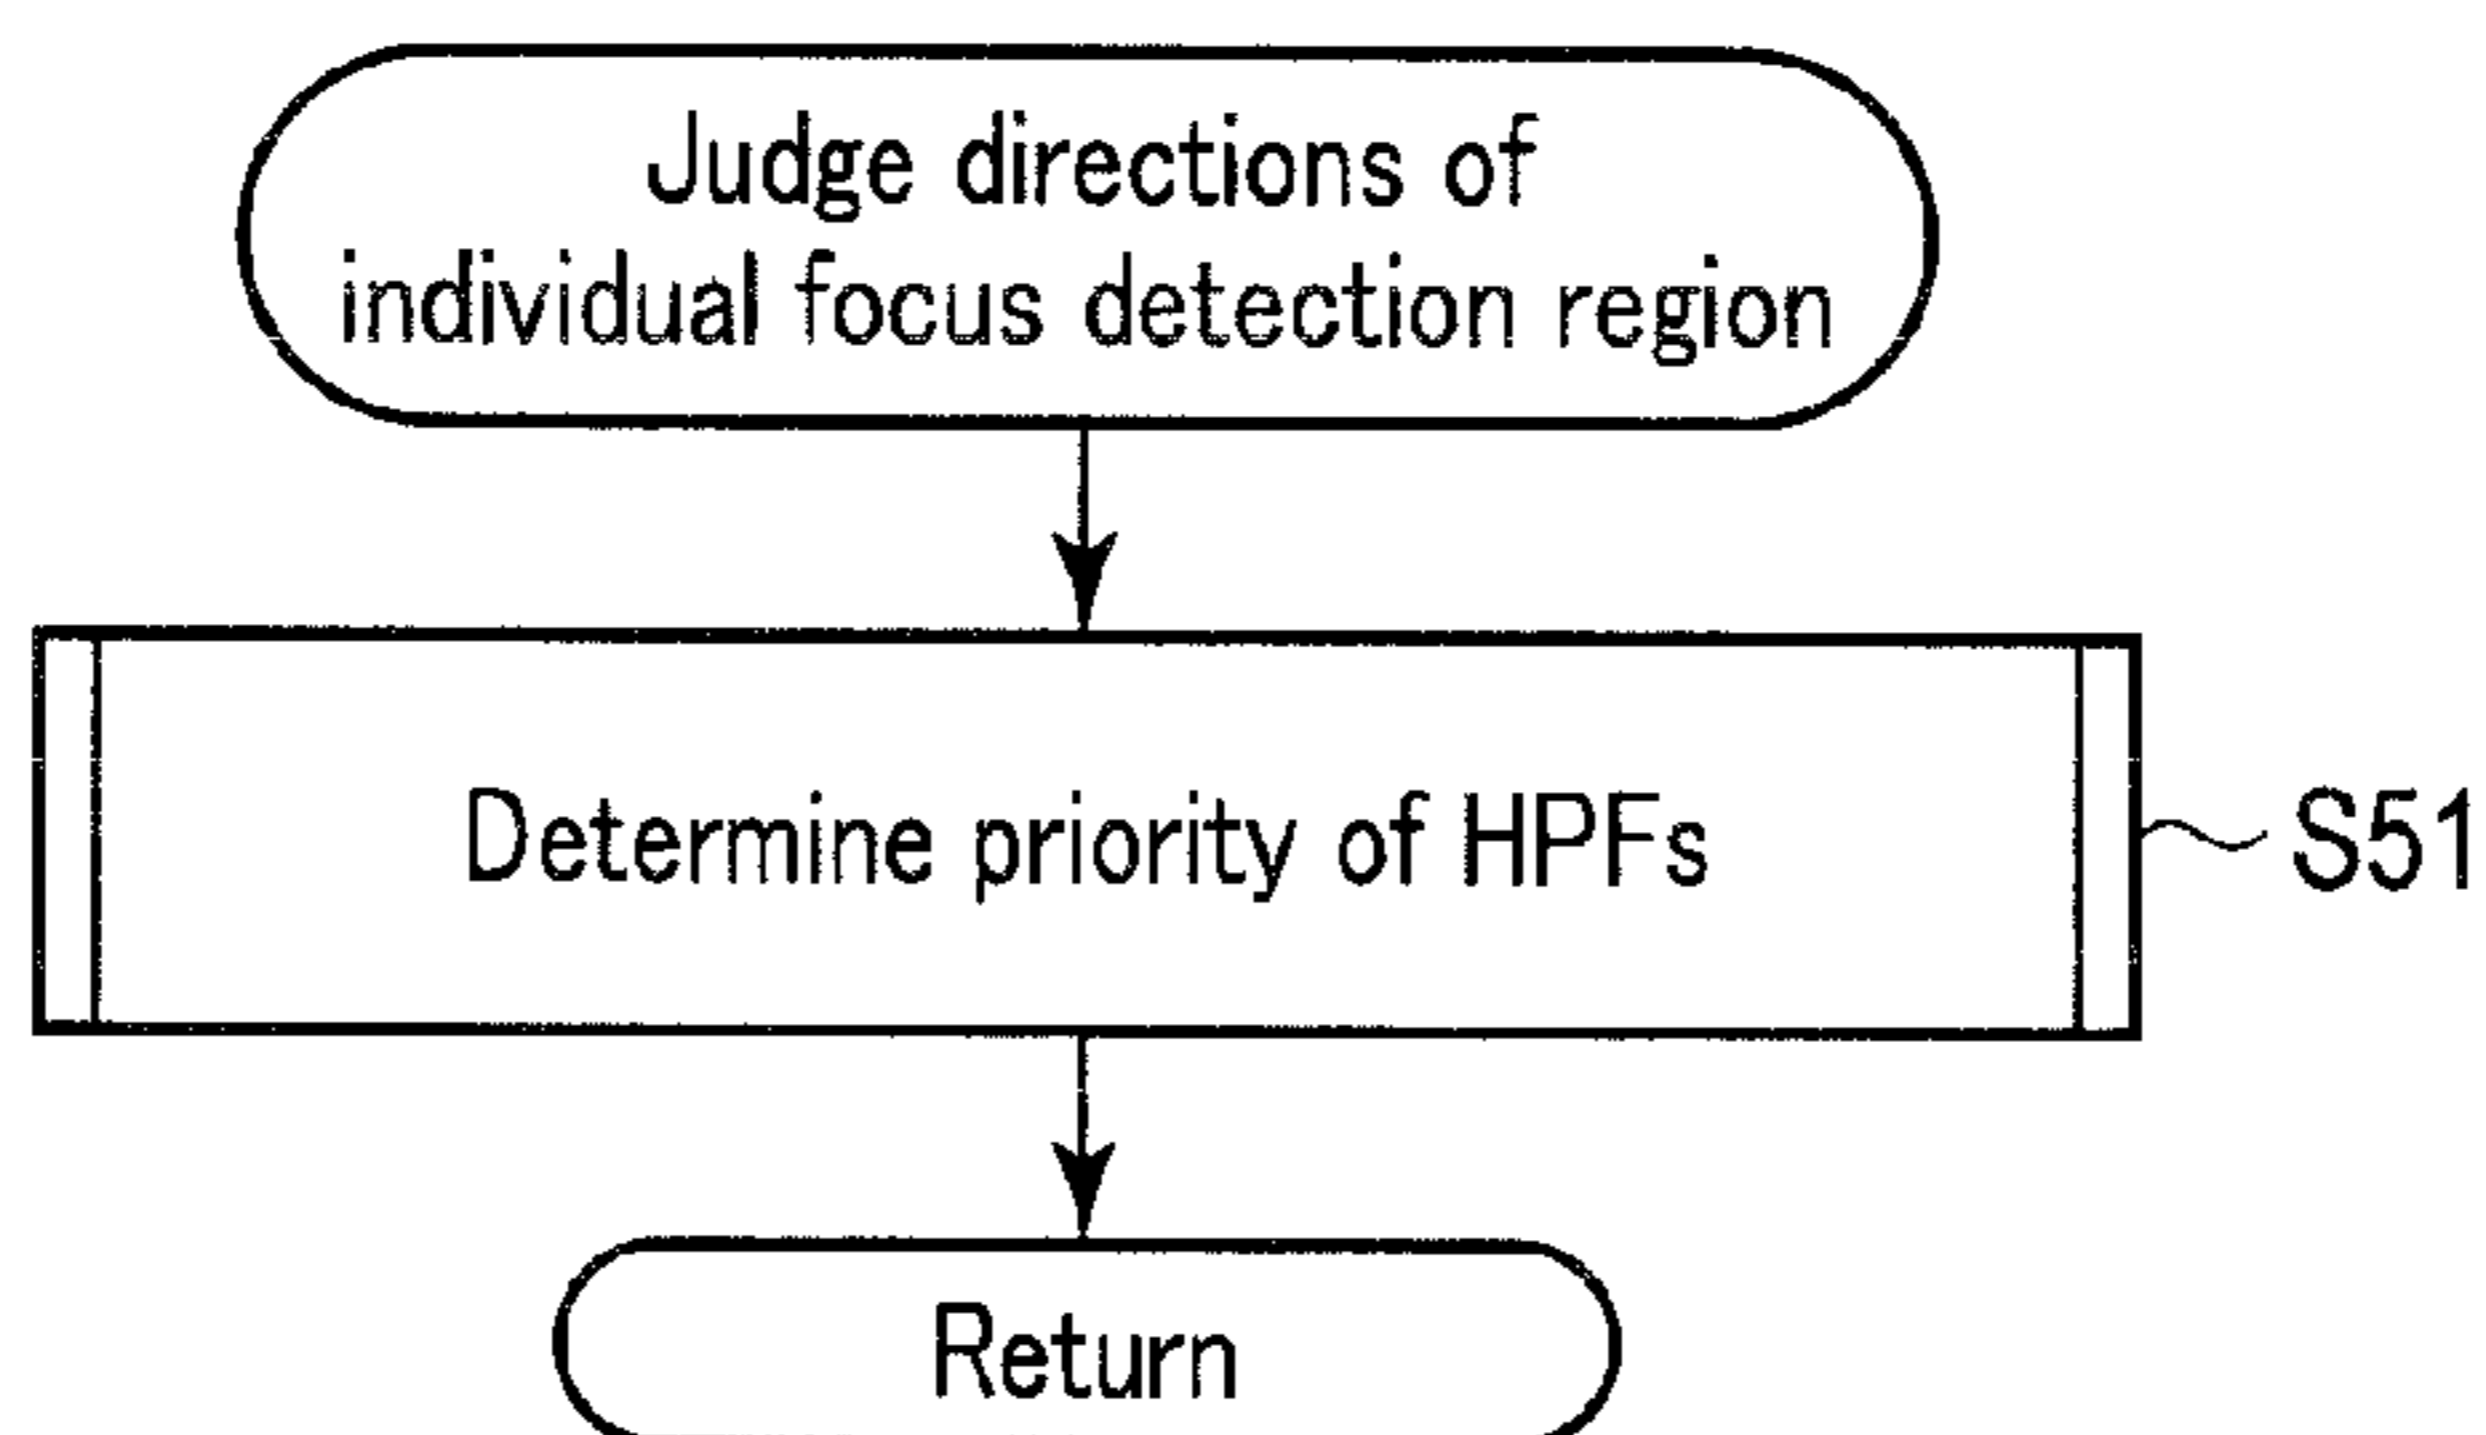 Judge directions of
individual focus detection region
Determine priority of HPFs
S51
Return